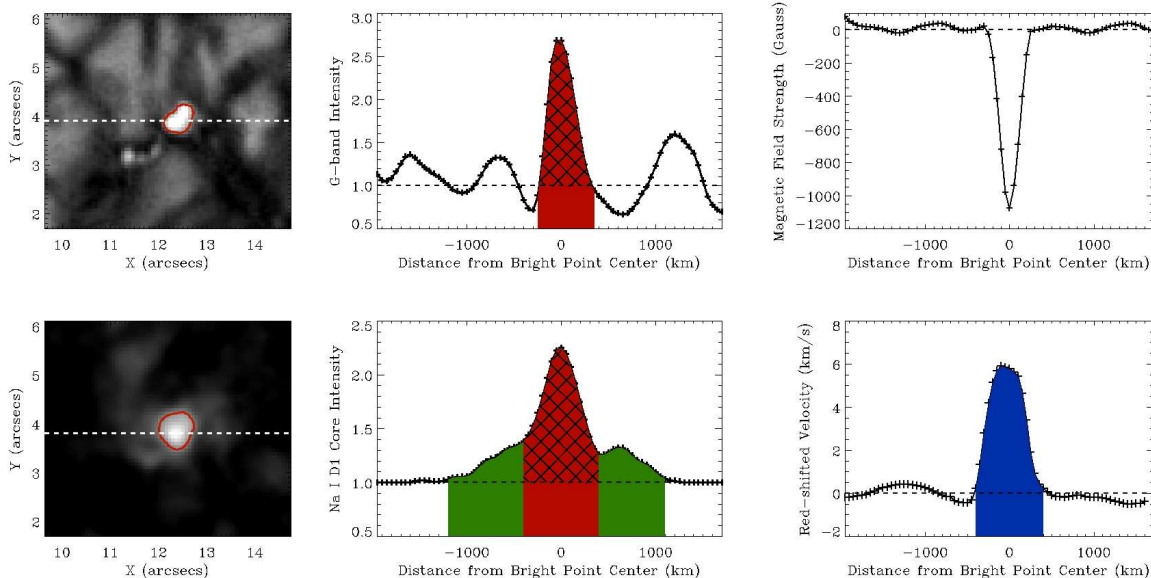 6
5
4
3
2
Y (arcsecs)
10 11 12 13 14
X (arcsecs)
3.0
2.5
2.0
1.5
1.0
0.5
G-band Intensity
-1000 0 1000
Distance from Bright Point Center (km)
0
-200
-400
-600
-800
-1000
-1200
Magnetic Field Strength (Gauss)
-1000 0 1000
Distance from Bright Point Center (km)
6
5
4
3
2
Y (arcsecs)
10 11 12 13 14
X (arcsecs)
2.5
2.0
1.5
1.0
0.5
Na I D1 Core Intensity
-1000 0 1000
Distance from Bright Point Center (km)
8
6
4
2
0
-2
Red-shifted Velocity (km/s)
-1000 0 1000
Distance from Bright Point Center (km)